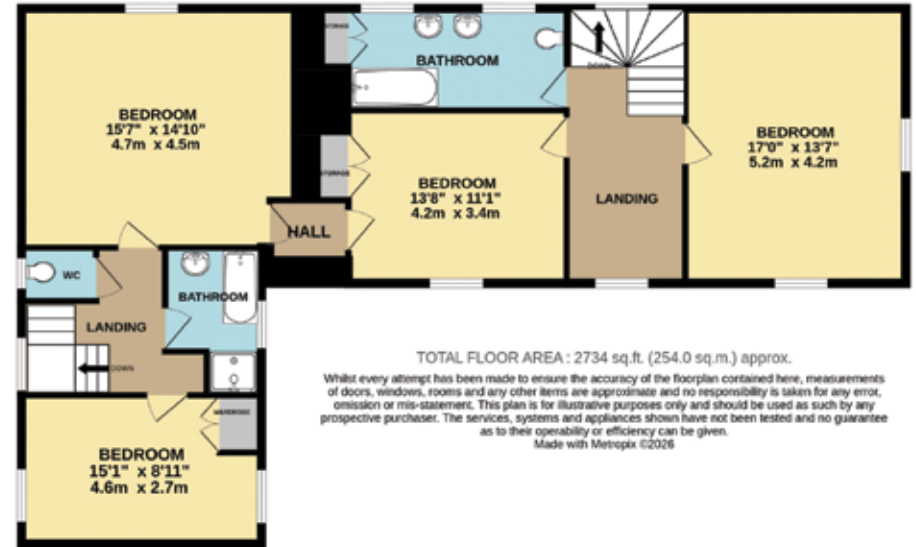 BEDROOM
15'7" x 14'10"
4.7m x 4.5m
STORAGE
BATHROOM
DOWN
BEDROOM
17'0" x 13'7"
5.2m x 4.2m
STORAGE
BEDROOM
13'8" x 11'1"
4.2m x 3.4m
LANDING
HALL
WC
BATHROOM
LANDING
DOWN
WARDROBE
BEDROOM
15'1" x 8'11"
4.6m x 2.7m
TOTAL FLOOR AREA : 2734 sq.ft. (254.0 sq.m.) approx.
Whilst every attempt has been made to ensure the accuracy of the floorplan contained here, measurements
of doors, windows, rooms and any other items are approximate and no responsibility is taken for any error,
omission or mis-statement. This plan is for illustrative purposes only and should be used as such by any
prospective purchaser. The services, systems and appliances shown have not been tested and no guarantee
as to their operability or efficiency can be given.
Made with Metropix ©2026